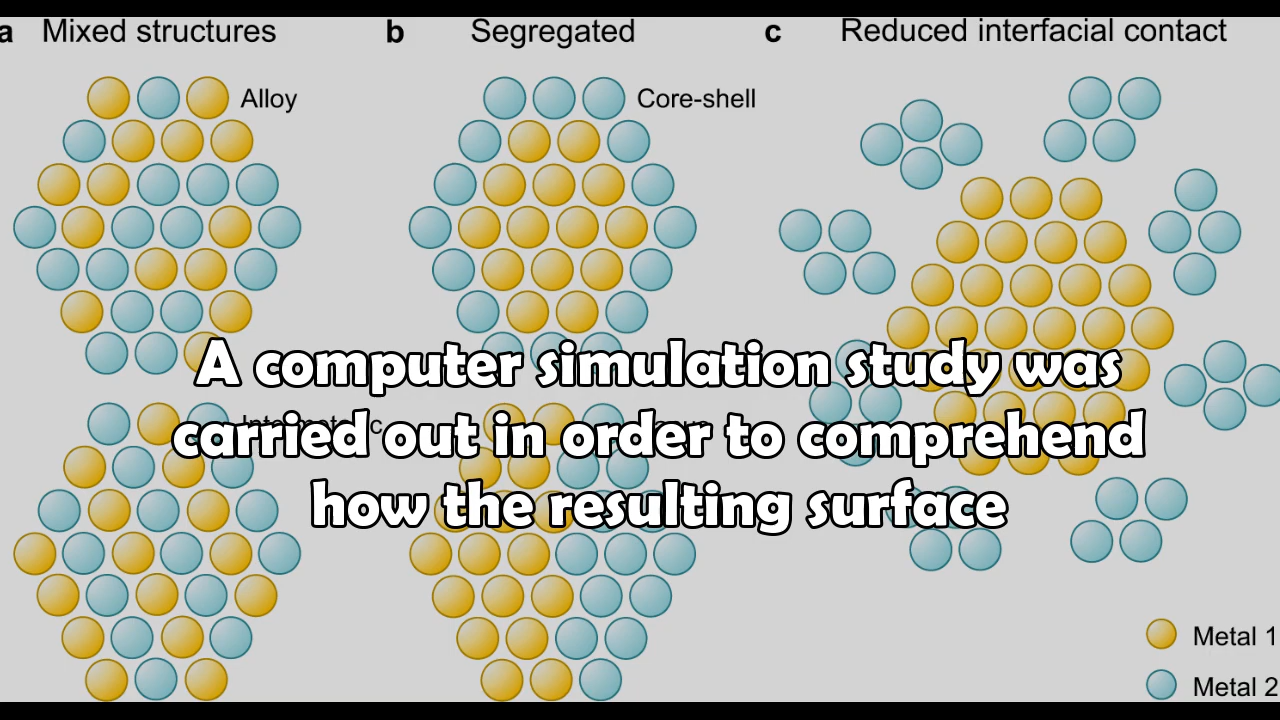 a Mixed structures
b Segregated
c Reduced interfacial contact
Alloy
Core-shell
A computer simulation study was
carried out in order to comprehend
how the resulting surface
Metal 1
Metal 2